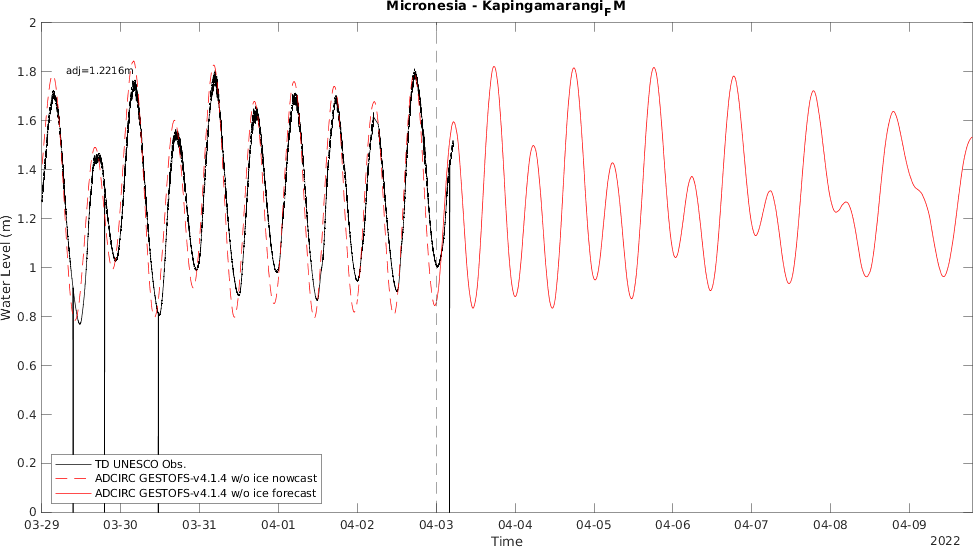 Micronesia - KapingamarangiFM
2
1.8
1.6
1.4
1.2
1
0.8
0.6
0.4
0.2
0
Water Level (m)
adj=1.2216m
TD UNESCO Obs.
ADCIRC GESTOFS-v4.1.4 w/o ice nowcast
ADCIRC GESTOFS-v4.1.4 w/o ice forecast
03-29 03-30 03-31 04-01 04-02 04-03 04-04 04-05 04-06 04-07 04-08 04-09
Time
2022